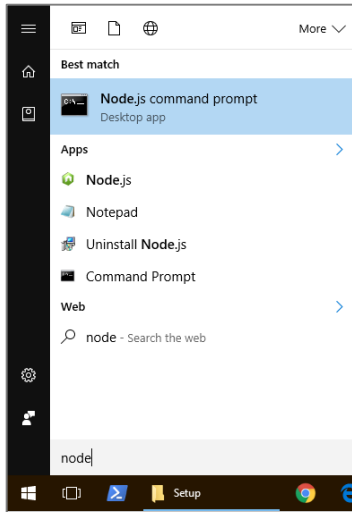 More
Best match
Node.js command prompt
Desktop app
Apps
Node.js
Notepad
Uninstall Node.js
Command Prompt
Web
node - Search the web
node
Setup